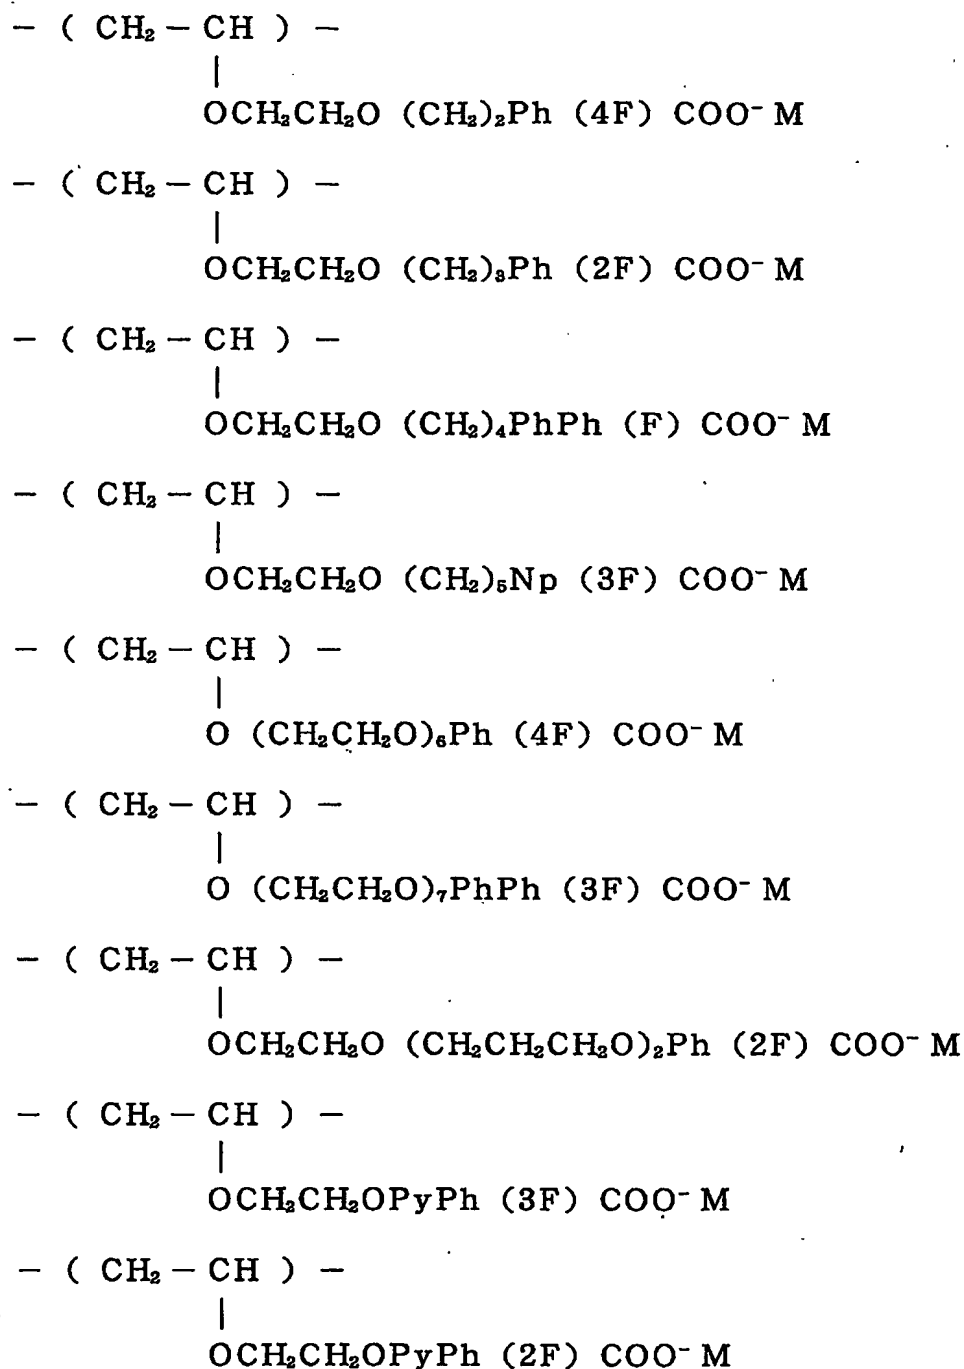 − ( CH₂ − CH ) −
|
OCH₂CH₂O (CH₂)₂Ph (4F) COO⁻ M
− ( CH₂ − CH ) −
|
OCH₂CH₂O (CH₂)₃Ph (2F) COO⁻ M
− ( CH₂ − CH ) −
|
OCH₂CH₂O (CH₂)₄PhPh (F) COO⁻ M
− ( CH₂ − CH ) −
|
OCH₂CH₂O (CH₂)₅Np (3F) COO⁻ M
− ( CH₂ − CH ) −
|
O (CH₂CH₂O)₆Ph (4F) COO⁻ M
− ( CH₂ − CH ) −
|
O (CH₂CH₂O)₇PhPh (3F) COO⁻ M
− ( CH₂ − CH ) −
|
OCH₂CH₂O (CH₂CH₂CH₂O)₂Ph (2F) COO⁻ M
− ( CH₂ − CH ) −
|
OCH₂CH₂OPyPh (3F) COO⁻ M
− ( CH₂ − CH ) −
|
OCH₂CH₂OPyPh (2F) COO⁻ M